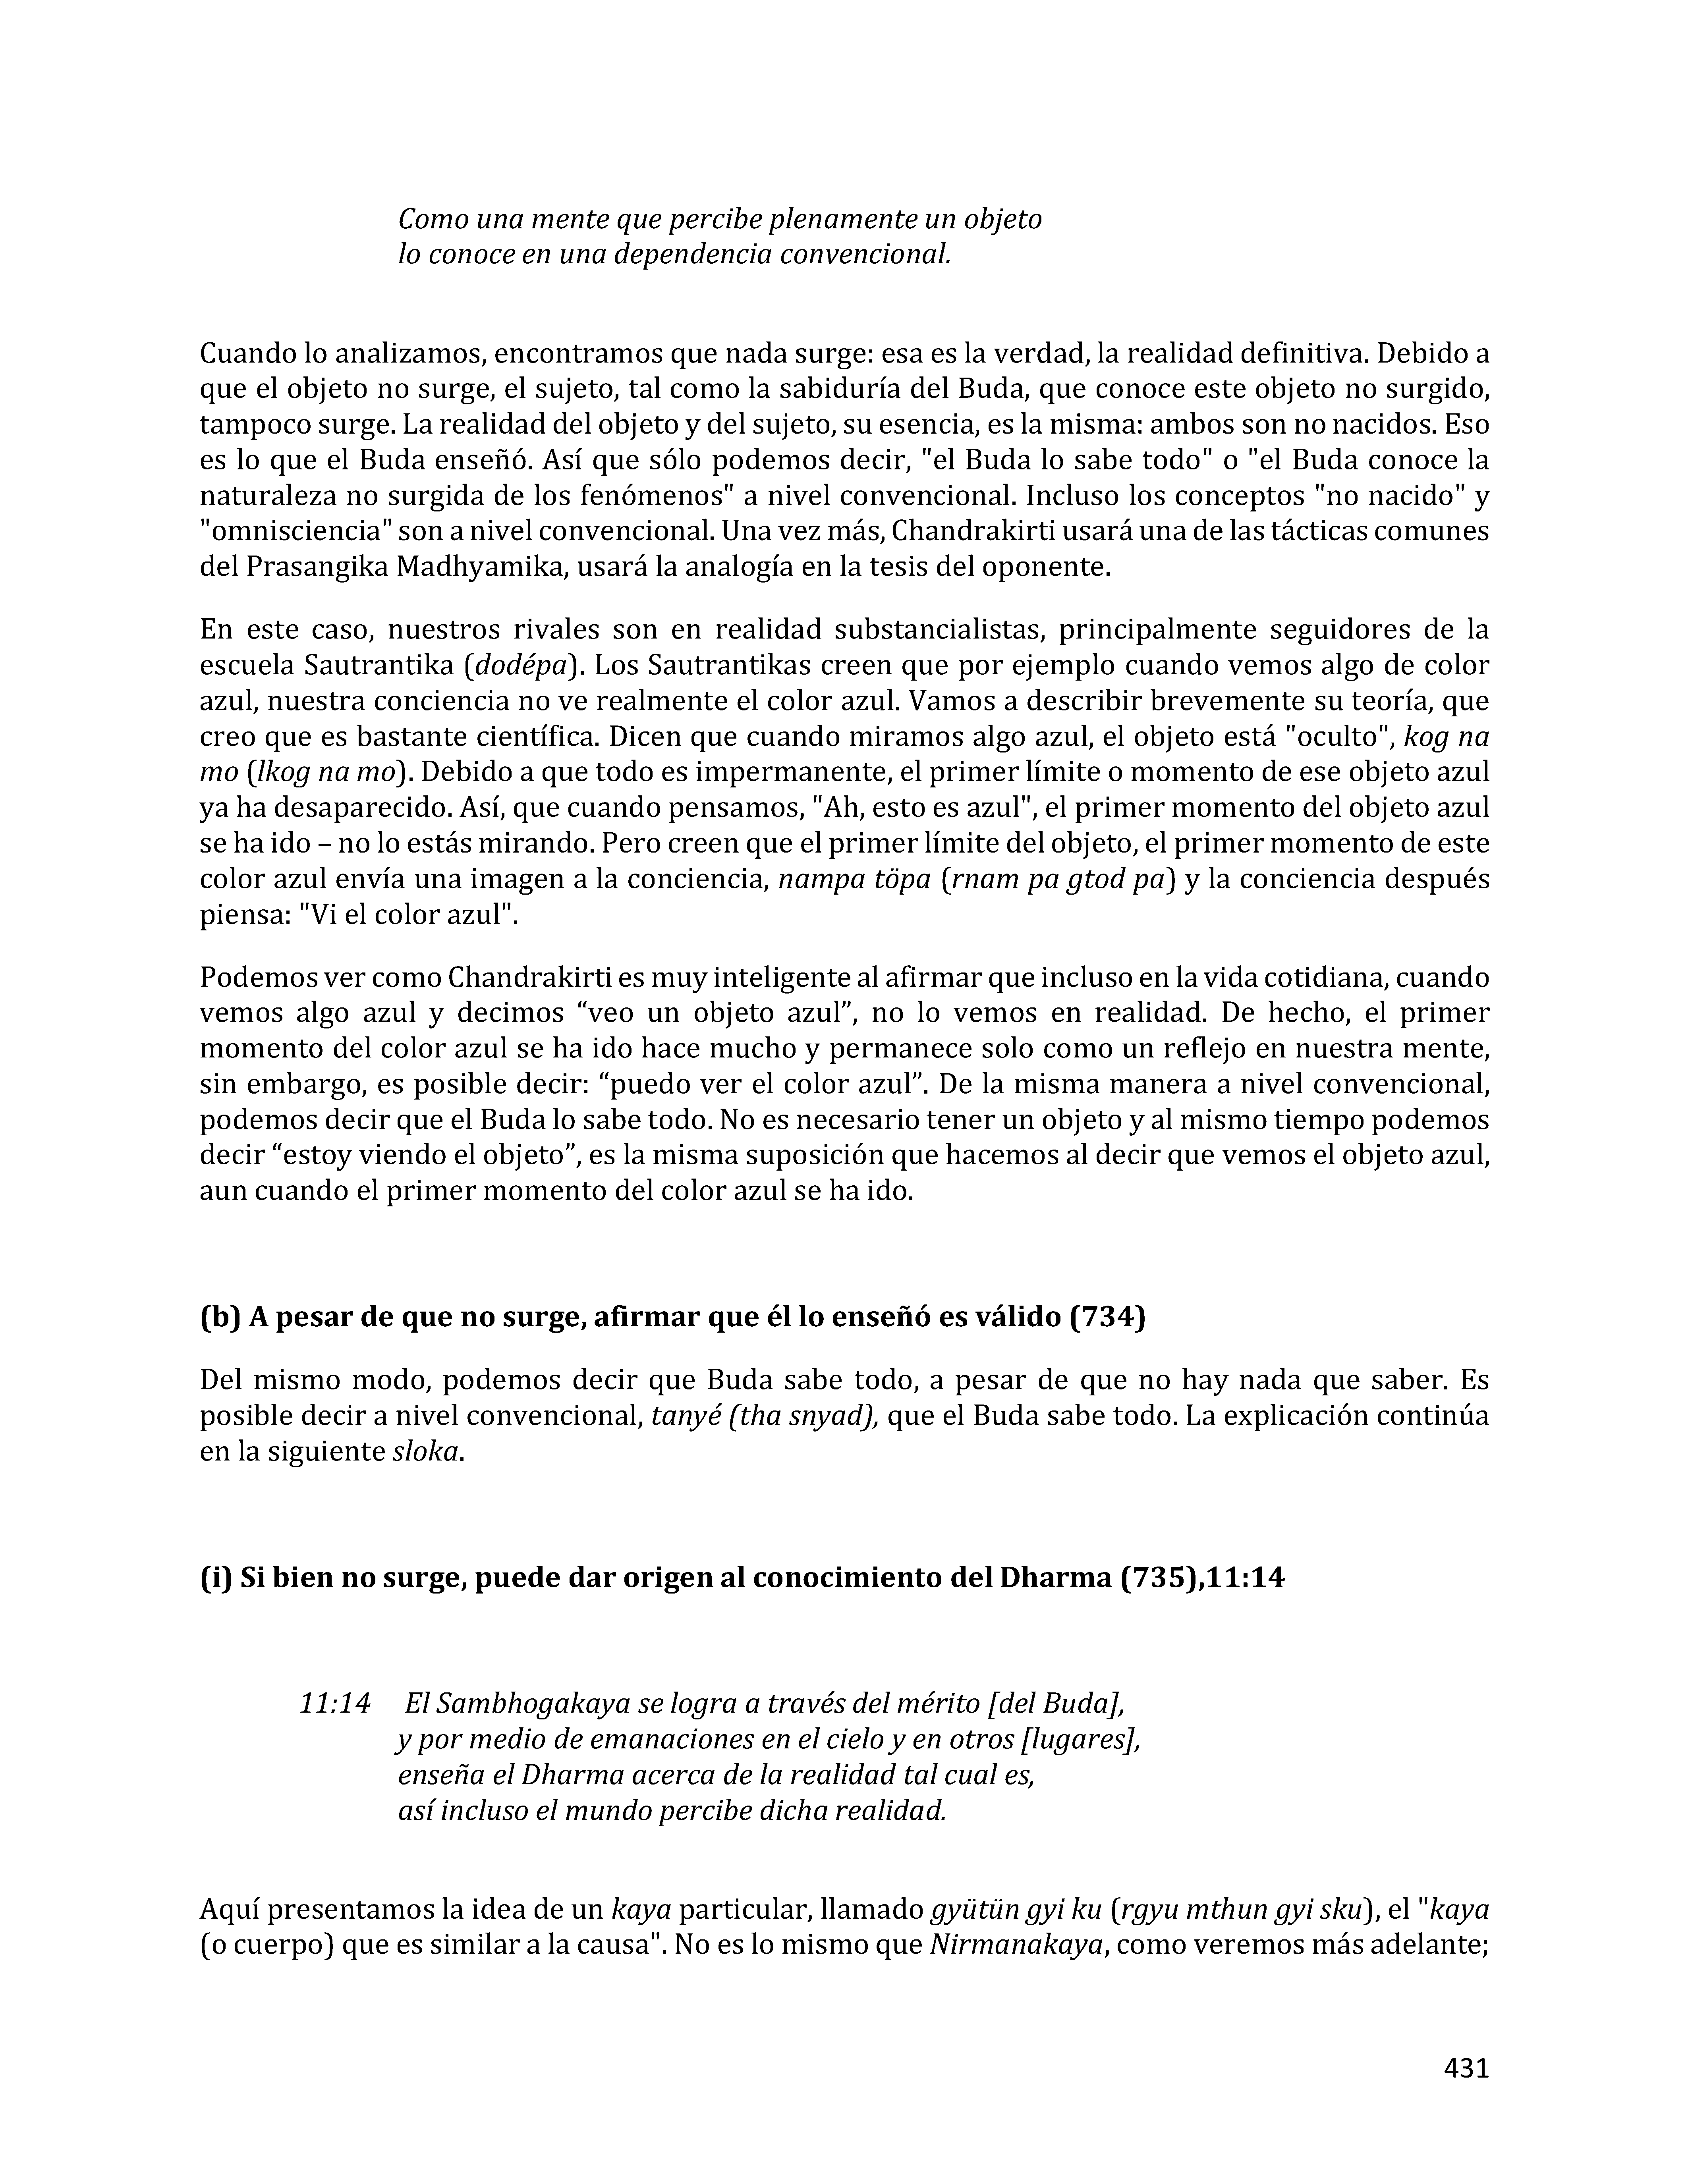 Como una mente que percibe plenamente un objeto
lo conoce en una dependencia convencional.
Cuando lo analizamos, encontramos que nada surge: esa es la verdad, la realidad definitiva. Debido a
que el objeto no surge, el sujeto, tal como la sabiduría del Buda, que conoce este objeto no surgido,
tampoco surge. La realidad del objeto y del sujeto, su esencia, es la misma: ambos son no nacidos. Eso
es lo que el Buda enseñó. Así que sólo podemos decir, "el Buda lo sabe todo" o "el Buda conoce la
naturaleza no surgida de los fenómenos" a nivel convencional. Incluso los conceptos "no nacido" y
"omnisciencia" son a nivel convencional. Una vez más, Chandrakirti usará una de las tácticas comunes
del Prasangika Madhyamika, usará la analogía en la tesis del oponente.
En este caso, nuestros rivales son en realidad substancialistas, principalmente seguidores de la
escuela Sautrantika (dodépa). Los Sautrantikas creen que por ejemplo cuando vemos algo de color
azul, nuestra conciencia no ve realmente el color azul. Vamos a describir brevemente su teoría, que
creo que es bastante científica. Dicen que cuando miramos algo azul, el objeto está "oculto", kog na
mo (lkog na mo). Debido a que todo es impermanente, el primer límite o momento de ese objeto azul
ya ha desaparecido. Así, que cuando pensamos, "Ah, esto es azul", el primer momento del objeto azul
se ha ido – no lo estás mirando. Pero creen que el primer límite del objeto, el primer momento de este
color azul envía una imagen a la conciencia, nampa töpa (rnam pa gtod pa) y la conciencia después
piensa: "Vi el color azul".
Podemos ver como Chandrakirti es muy inteligente al afirmar que incluso en la vida cotidiana, cuando
vemos algo azul y decimos “veo un objeto azul”, no lo vemos en realidad. De hecho, el primer
momento del color azul se ha ido hace mucho y permanece solo como un reflejo en nuestra mente,
sin embargo, es posible decir: “puedo ver el color azul”. De la misma manera a nivel convencional,
podemos decir que el Buda lo sabe todo. No es necesario tener un objeto y al mismo tiempo podemos
decir “estoy viendo el objeto”, es la misma suposición que hacemos al decir que vemos el objeto azul,
aun cuando el primer momento del color azul se ha ido.
(b) A pesar de que no surge, afirmar que él lo enseñó es válido (734)
Del mismo modo, podemos decir que Buda sabe todo, a pesar de que no hay nada que saber. Es
posible decir a nivel convencional, tanyé (tha snyad), que el Buda sabe todo. La explicación continúa
en la siguiente sloka.
(i) Si bien no surge, puede dar origen al conocimiento del Dharma (735),11:14
11:14 El Sambhogakaya se logra a través del mérito [del Buda],
y por medio de emanaciones en el cielo y en otros [lugares],
enseña el Dharma acerca de la realidad tal cual es,
así incluso el mundo percibe dicha realidad.
Aquí presentamos la idea de un kaya particular, llamado gyütün gyi ku (rgyu mthun gyi sku), el "kaya
(o cuerpo) que es similar a la causa". No es lo mismo que Nirmanakaya, como veremos más adelante;
431